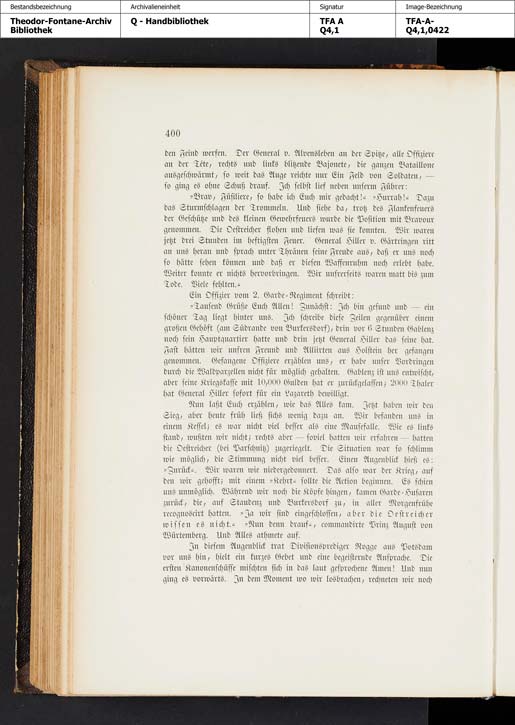 Bestandsbezeichnung
Theodor-Fontane-Archiv
Bibliothek
Archivalieneinheit
Q - Handbibliothek
Signatur
TFA A
Q4,1
Image-Bezeichnung
TFA-A-
Q4,1,0422
400
den Feind werfen. Der General v. Alvensleben an der Spitze, alle Offiziere
an der Tête, rechts und links blitzende Bajonete, die ganzen Bataillone
ausgeschwärmt, so weit das Auge reichte nur Ein Feld von Soldaten, —
so ging es ohne Schuß drauf. Ich selbst lief neben unserm Führer:
»Brav, Füsiliere, so habe ich Euch mir gedacht!« »Hurrah!« Dazu
das Sturmschlagen der Trommeln. Und siehe da, trotz des Flankenfeuers
der Geschütze und des kleinen Gewehrfeuers wurde die Position mit Bravour
genommen. Die Oestreicher flohen und liefen was sie konnten. Wir waren
jetzt drei Stunden im heftigsten Feuer. General Hiller v. Gärtringen ritt
an uns heran und sprach unter Thränen seine Freude aus, daß er uns noch
so hätte sehen können und daß er diesen Waffenruhm noch erlebt habe.
Weiter konnte er nichts hervorbringen. Wir unsrerseits waren matt bis zum
Tode. Viele fehlten.«
Ein Offizier vom 2. Garde-Regiment schreibt:
»Tausend Grüße Euch Allen! Zunächst: Ich bin gesund und — ein
schöner Tag liegt hinter uns. Ich schreibe diese Zeilen gegenüber einem
großen Gehöft (am Südrande von Burkersdorf), drin vor 6 Stunden Gablenz
noch sein Hauptquartier hatte und drin jetzt General Hiller das seine hat.
Fast hätten wir unsren Freund und Alliirten aus Holstein her gefangen
genommen. Gefangene Offiziere erzählen uns, er habe unser Vordringen
durch die Waldparzellen nicht für möglich gehalten. Gablenz ist uns entwischt,
aber seine Kriegskasse mit 10,000 Gulden hat er zurückgelassen; 2000 Thaler
hat General Hiller sofort für ein Lazareth bewilligt.
Nun laßt Euch erzählen, wie das Alles kam. Jetzt haben wir den
Sieg, aber heute früh ließ sichs wenig dazu an. Wir befanden uns in
einem Kessel; es war nicht viel besser als eine Mausefalle. Wie es links
stand, wußten wir nicht; rechts aber — soviel hatten wir erfahren — hatten
die Oestreicher (bei Parschnitz) zugeriegelt. Die Situation war so schlimm
wie möglich, die Stimmung nicht viel besser. Einen Augenblick hieß es:
»Zurück«. Wir waren wie niedergedonnert. Das also war der Krieg, auf
den wir gehofft; mit einem »Kehrt« sollte die Action beginnen. Es schien
uns unmöglich. Während wir noch die Köpfe hingen, kamen Garde-Husaren
zurück, die, auf Staudenz und Burkersdorf zu, in aller Morgenfrühe
recognoscirt hatten. »Ja wir sind eingeschlossen, aber die Oestreicher
wissen es nicht.« »Nun denn drauf«, commandirte Prinz August von
Würtemberg. Und Alles athmete auf.
In diesem Augenblick trat Divisionsprediger Rogge aus Potsdam
vor uns hin, hielt ein kurzes Gebet und eine begeisternde Ansprache. Die
ersten Kanonenschüsse mischten sich in das laut gesprochene Amen! Und nun
ging es vorwärts. In dem Moment wo wir losbrachen, rechneten wir noch